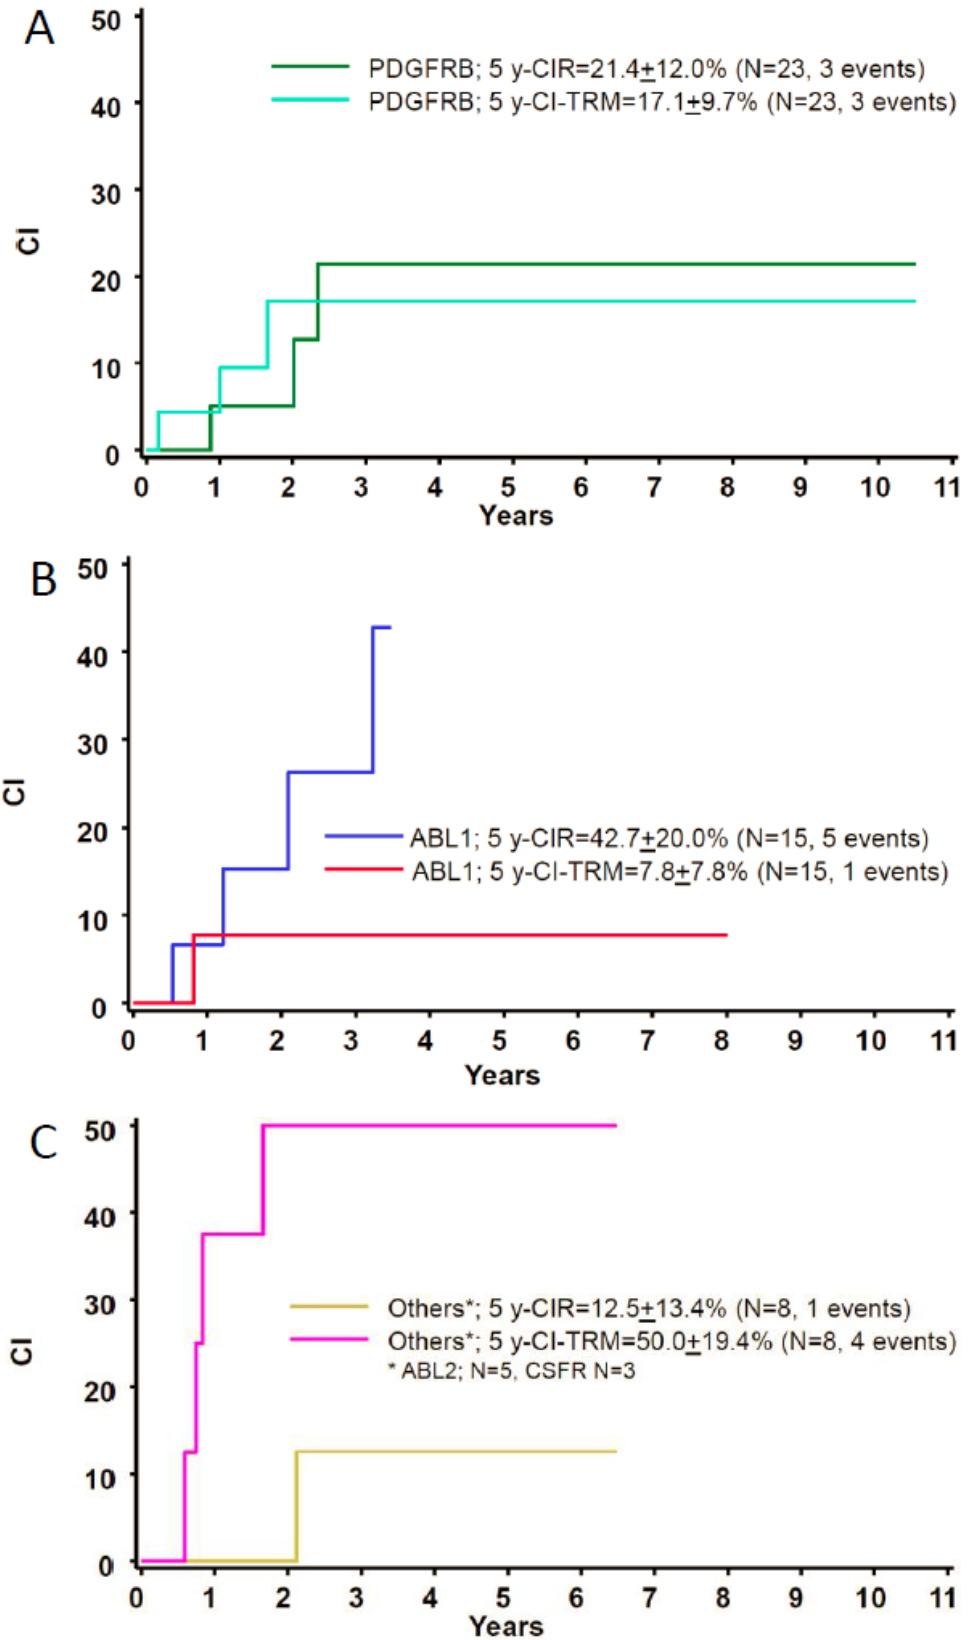 A
50
PDGFRB; 5 y-CIR=21.4±12.0% (N=23, 3 events)
PDGFRB; 5 y-CI-TRM=17.1±9.7% (N=23, 3 events)
40
30
CI
20
10
0
0 1 2 3 4 5 6 7 8 9 10 11
Years
B
50
40
30
CI
20
ABL1; 5 y-CIR=42.7±20.0% (N=15, 5 events)
ABL1; 5 y-CI-TRM=7.8±7.8% (N=15, 1 events)
10
0
0 1 2 3 4 5 6 7 8 9 10 11
Years
C
50
40
30
Others*; 5 y-CIR=12.5±13.4% (N=8, 1 events)
Others*; 5 y-CI-TRM=50.0±19.4% (N=8, 4 events)
* ABL2; N=5, CSFR N=3
CI
20
10
0
0 1 2 3 4 5 6 7 8 9 10 11
Years